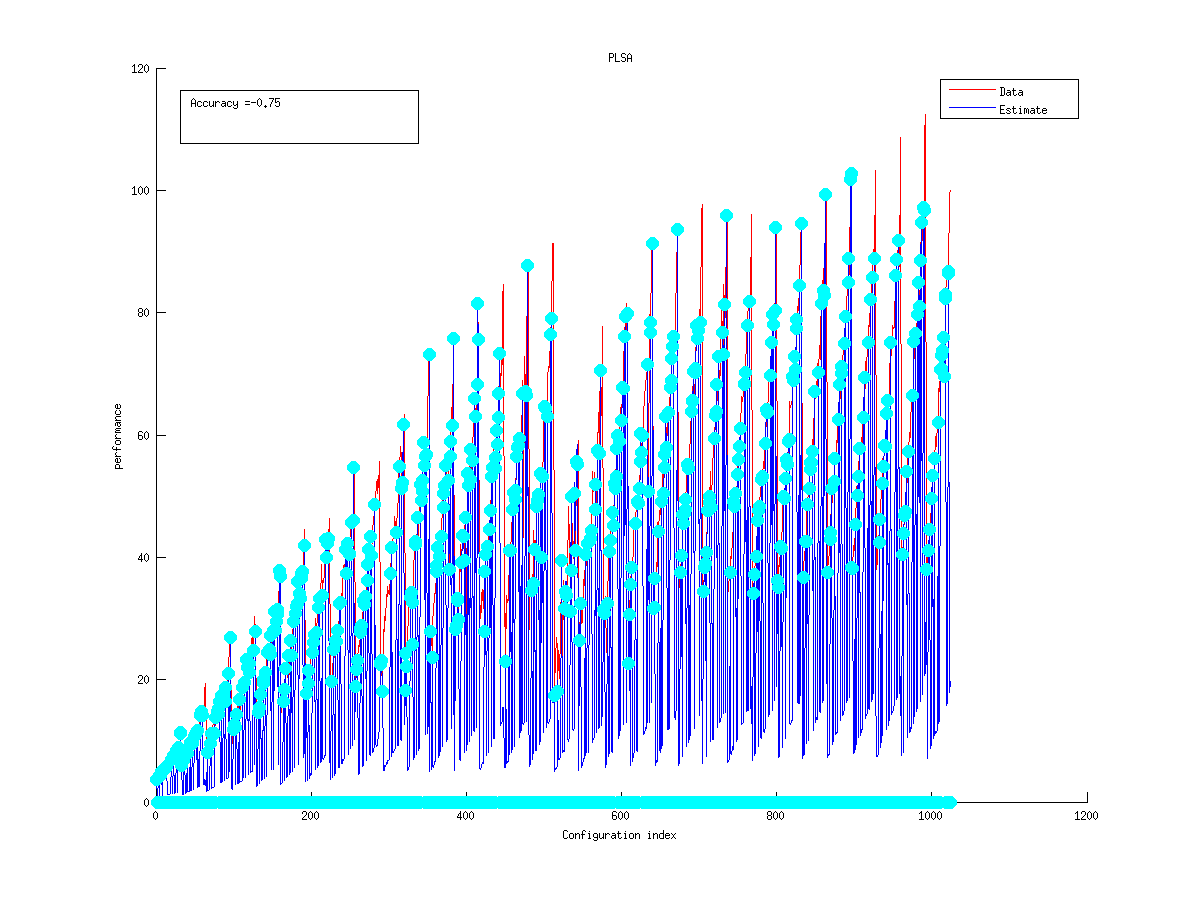 PLSA
120
Accuracy =-0.75
Data
Estimate
100
80
60
performance
40
20
0
0 200 400 600 800 1000 1200
Configuration index